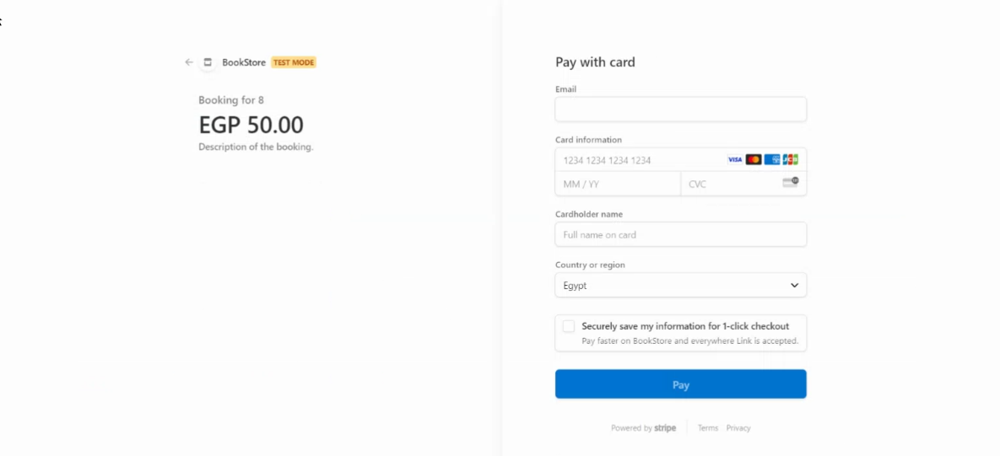 BookStore TEST MODE
Booking for 8
EGP 50.00
Description of the booking.
Pay with card
Email
Card information
1234 1234 1234 1234 VISA JCB
MM / YY CVC
Cardholder name
Full name on card
Country or region
Egypt
Securely save my information for 1-click checkout
Pay faster on BookStore and everywhere Link is accepted.
Pay
Powered by stripe Terms Privacy